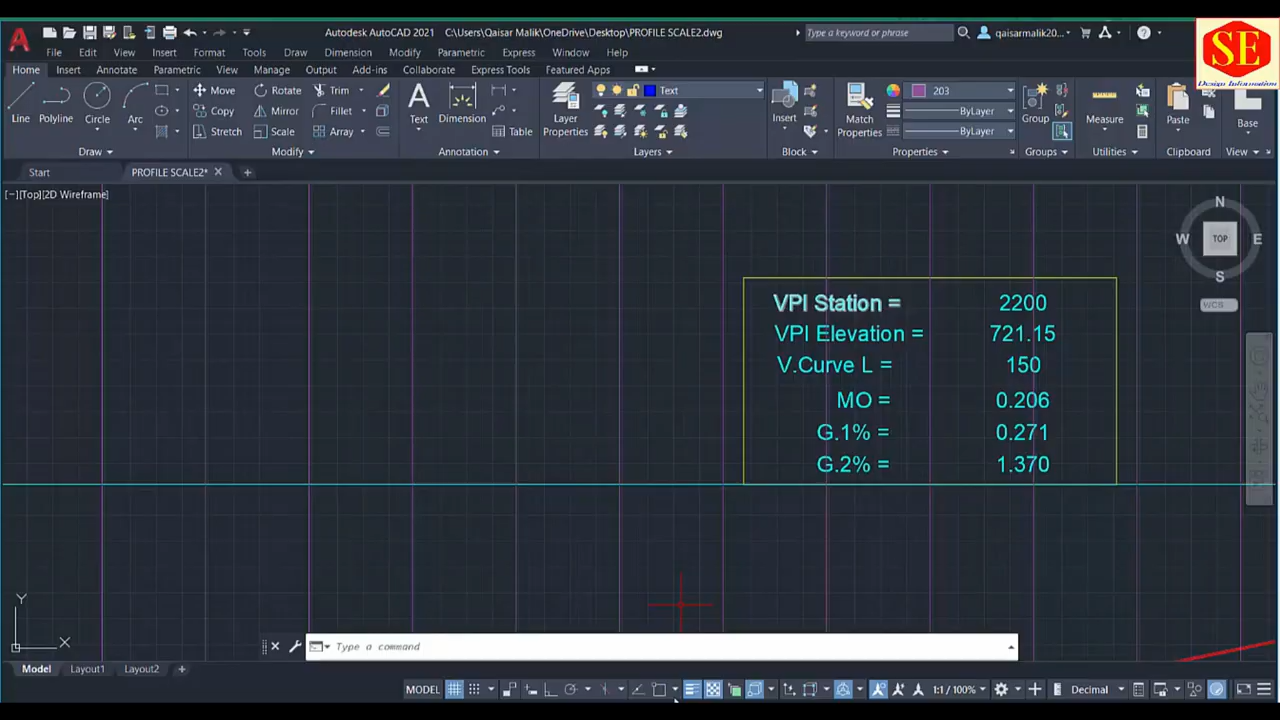 Autodesk AutoCAD 2021 C:\Users\Qaisar Malik\OneDrive\Desktop\PROFILE SCALE2.dwg
Type a keyword or phrase
qaisarmalik20...
SE
Design Information
File Edit View Insert Format Tools Draw Dimension Modify Parametric Express Window Help
Home Insert Annotate Parametric View Manage Output Add-ins Collaborate Express Tools Featured Apps
Line Polyline Circle Arc
Move Rotate Trim
Copy Mirror Fillet
Stretch Scale Array
Text Dimension Table
Layer Properties
Text
Insert
Match Properties
203
ByLayer
ByLayer
Group
Measure
Paste
Base
Draw Modify Annotation Layers Block Properties Groups Utilities Clipboard View
Start PROFILE SCALE2*
[−][Top][2D Wireframe]
N
W TOP E
S
WCS
VPI Station = 2200
VPI Elevation = 721.15
V.Curve L = 150
MO = 0.206
G.1% = 0.271
G.2% = 1.370
Y
X
Type a command
Model Layout1 Layout2
MODEL 1:1 / 100% Decimal